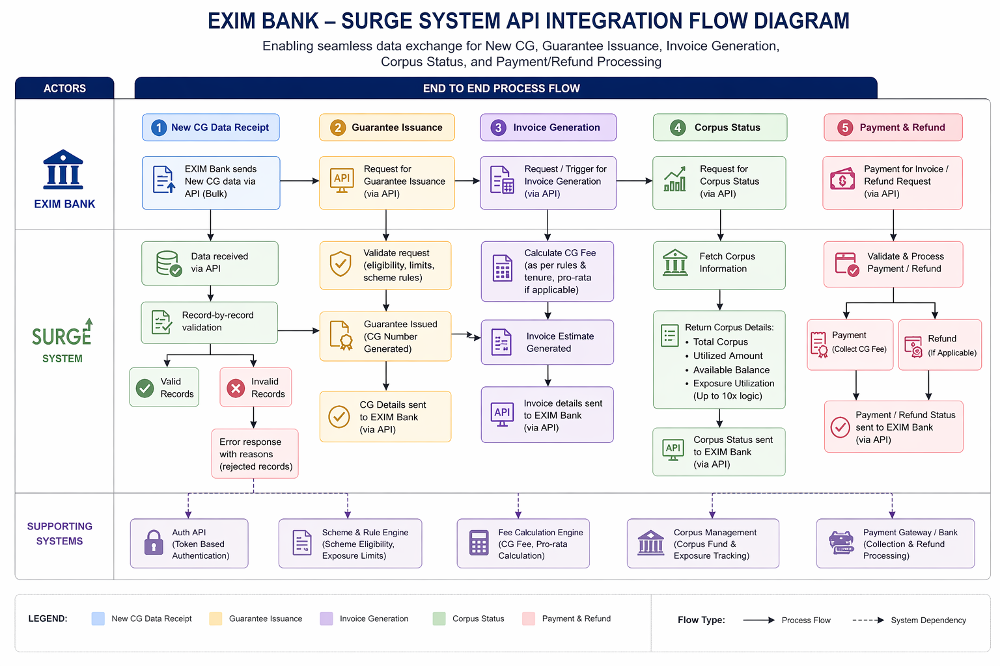 EXIM BANK – SURGE SYSTEM API INTEGRATION FLOW DIAGRAM
Enabling seamless data exchange for New CG, Guarantee Issuance, Invoice Generation,
Corpus Status, and Payment/Refund Processing
ACTORS
END TO END PROCESS FLOW
1 New CG Data Receipt
2 Guarantee Issuance
3 Invoice Generation
4 Corpus Status
5 Payment & Refund
EXIM BANK
EXIM Bank sends
New CG data via
API (Bulk)
API
Request for
Guarantee Issuance
(via API)
Request / Trigger for
Invoice Generation
(via API)
Request for
Corpus Status
(via API)
Payment for Invoice /
Refund Request
(via API)
SURGE
SYSTEM
Data received
via API
Record-by-record
validation
Valid
Records
Invalid
Records
Error response
with reasons
(rejected records)
Validate request
(eligibility, limits,
scheme rules)
Guarantee Issued
(CG Number
Generated)
CG Details sent
to EXIM Bank
(via API)
Calculate CG Fee
(as per rules &
tenure, pro-rata
if applicable)
Invoice Estimate
Generated
API
Invoice details sent
to EXIM Bank
(via API)
Fetch Corpus
Information
Return Corpus Details:
• Total Corpus
• Utilized Amount
• Available Balance
• Exposure Utilization
(Up to 10x logic)
API
Corpus Status sent
to EXIM Bank
(via API)
Validate & Process
Payment / Refund
Payment
(Collect CG Fee)
Refund
(If Applicable)
Payment / Refund Status
sent to EXIM Bank
(via API)
SUPPORTING
SYSTEMS
Auth API
(Token Based
Authentication)
Scheme & Rule Engine
(Scheme Eligibility,
Exposure Limits)
Fee Calculation Engine
(CG Fee, Pro-rata
Calculation)
Corpus Management
(Corpus Fund &
Exposure Tracking)
Payment Gateway / Bank
(Collection & Refund
Processing)
LEGEND:
New CG Data Receipt
Guarantee Issuance
Invoice Generation
Corpus Status
Payment & Refund
Flow Type:
Process Flow
System Dependency